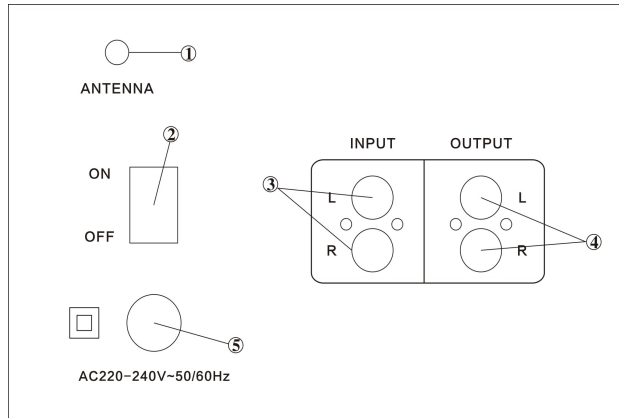 ①
ANTENNA
②
ON
OFF
INPUT OUTPUT
③
L L
R R
④
⑤
AC220-240V~50/60Hz